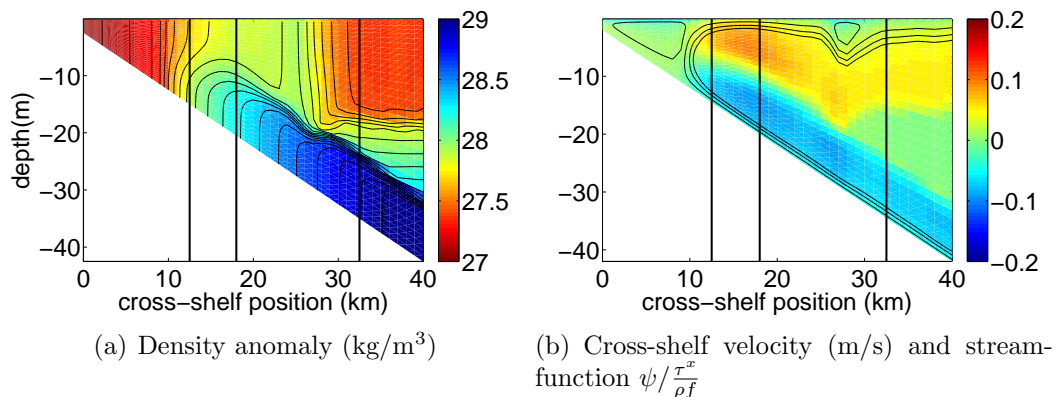 29
28.5
28
27.5
27
−10
−20
−30
−40
depth(m)
0 10 20 30 40
cross−shelf position (km)
(a) Density anomaly (kg/m³)
0.2
0.1
0
−0.1
−0.2
−10
−20
−30
−40
0 10 20 30 40
cross−shelf position (km)
(b) Cross-shelf velocity (m/s) and stream-
function ψ/τˣ/ρf